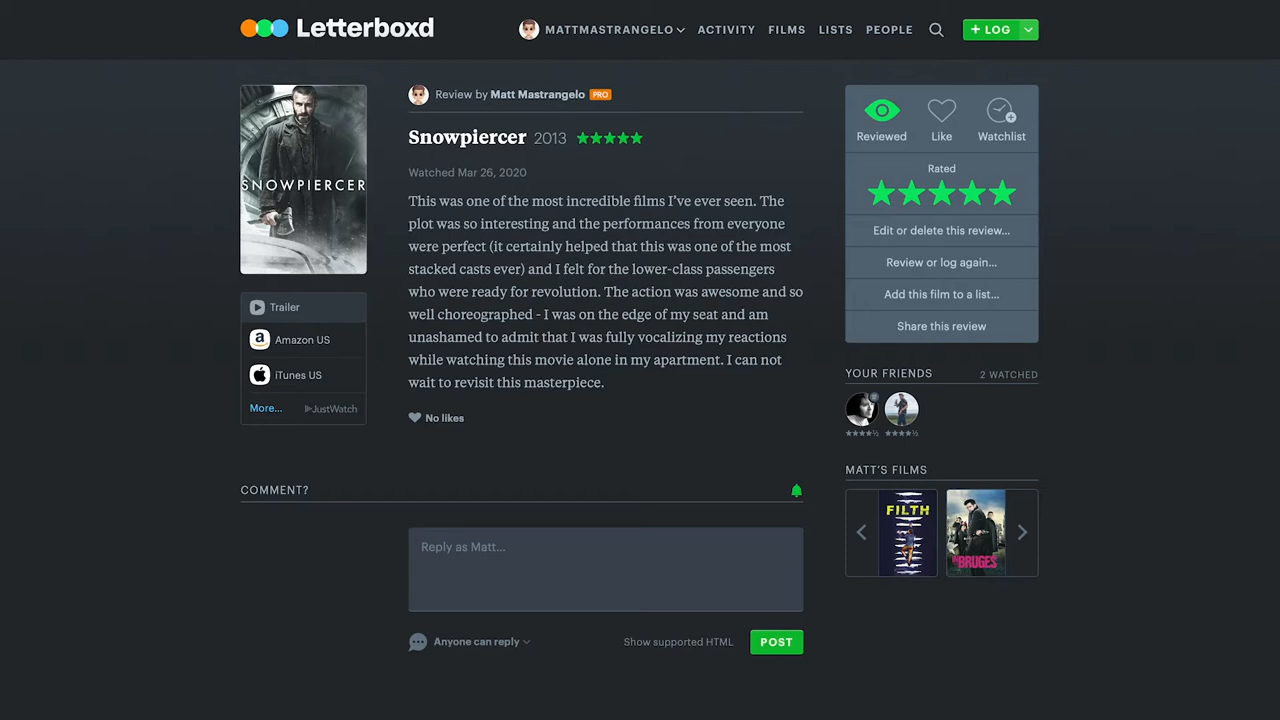 Letterboxd
MATTMASTRANGELO ACTIVITY FILMS LISTS PEOPLE + LOG
SNOWPIERCER
Trailer
Amazon US
iTunes US
More... JustWatch
Review by Matt Mastrangelo PRO
Snowpiercer 2013 ★★★★★
Watched Mar 26, 2020
This was one of the most incredible films I've ever seen. The
plot was so interesting and the performances from everyone
were perfect (it certainly helped that this was one of the most
stacked casts ever) and I felt for the lower-class passengers
who were ready for revolution. The action was awesome and so
well choreographed - I was on the edge of my seat and am
unashamed to admit that I was fully vocalizing my reactions
while watching this movie alone in my apartment. I can not
wait to revisit this masterpiece.
No likes
COMMENT?
Reply as Matt...
Anyone can reply Show supported HTML POST
Reviewed Like Watchlist
Rated
★★★★★
Edit or delete this review...
Review or log again...
Add this film to a list...
Share this review
YOUR FRIENDS 2 WATCHED
★★★★½ ★★★★½
MATT'S FILMS
FILTH
IN BRUGES